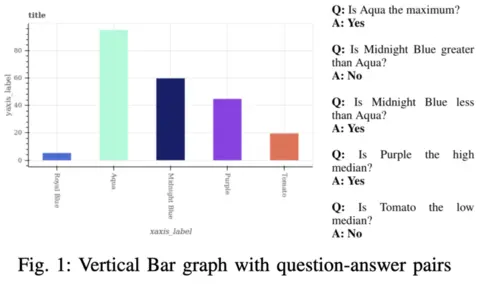 title
yaxis_label
80
60
40
20
0
Royal Blue
Aqua
Midnight Blue
Purple
Tomato
xaxis_label
Q: Is Aqua the maximum?
A: Yes
Q: Is Midnight Blue greater
than Aqua?
A: No
Q: Is Midnight Blue less
than Aqua?
A: Yes
Q: Is Purple the high
median?
A: Yes
Q: Is Tomato the low
median?
A: No
Fig. 1: Vertical Bar graph with question-answer pairs